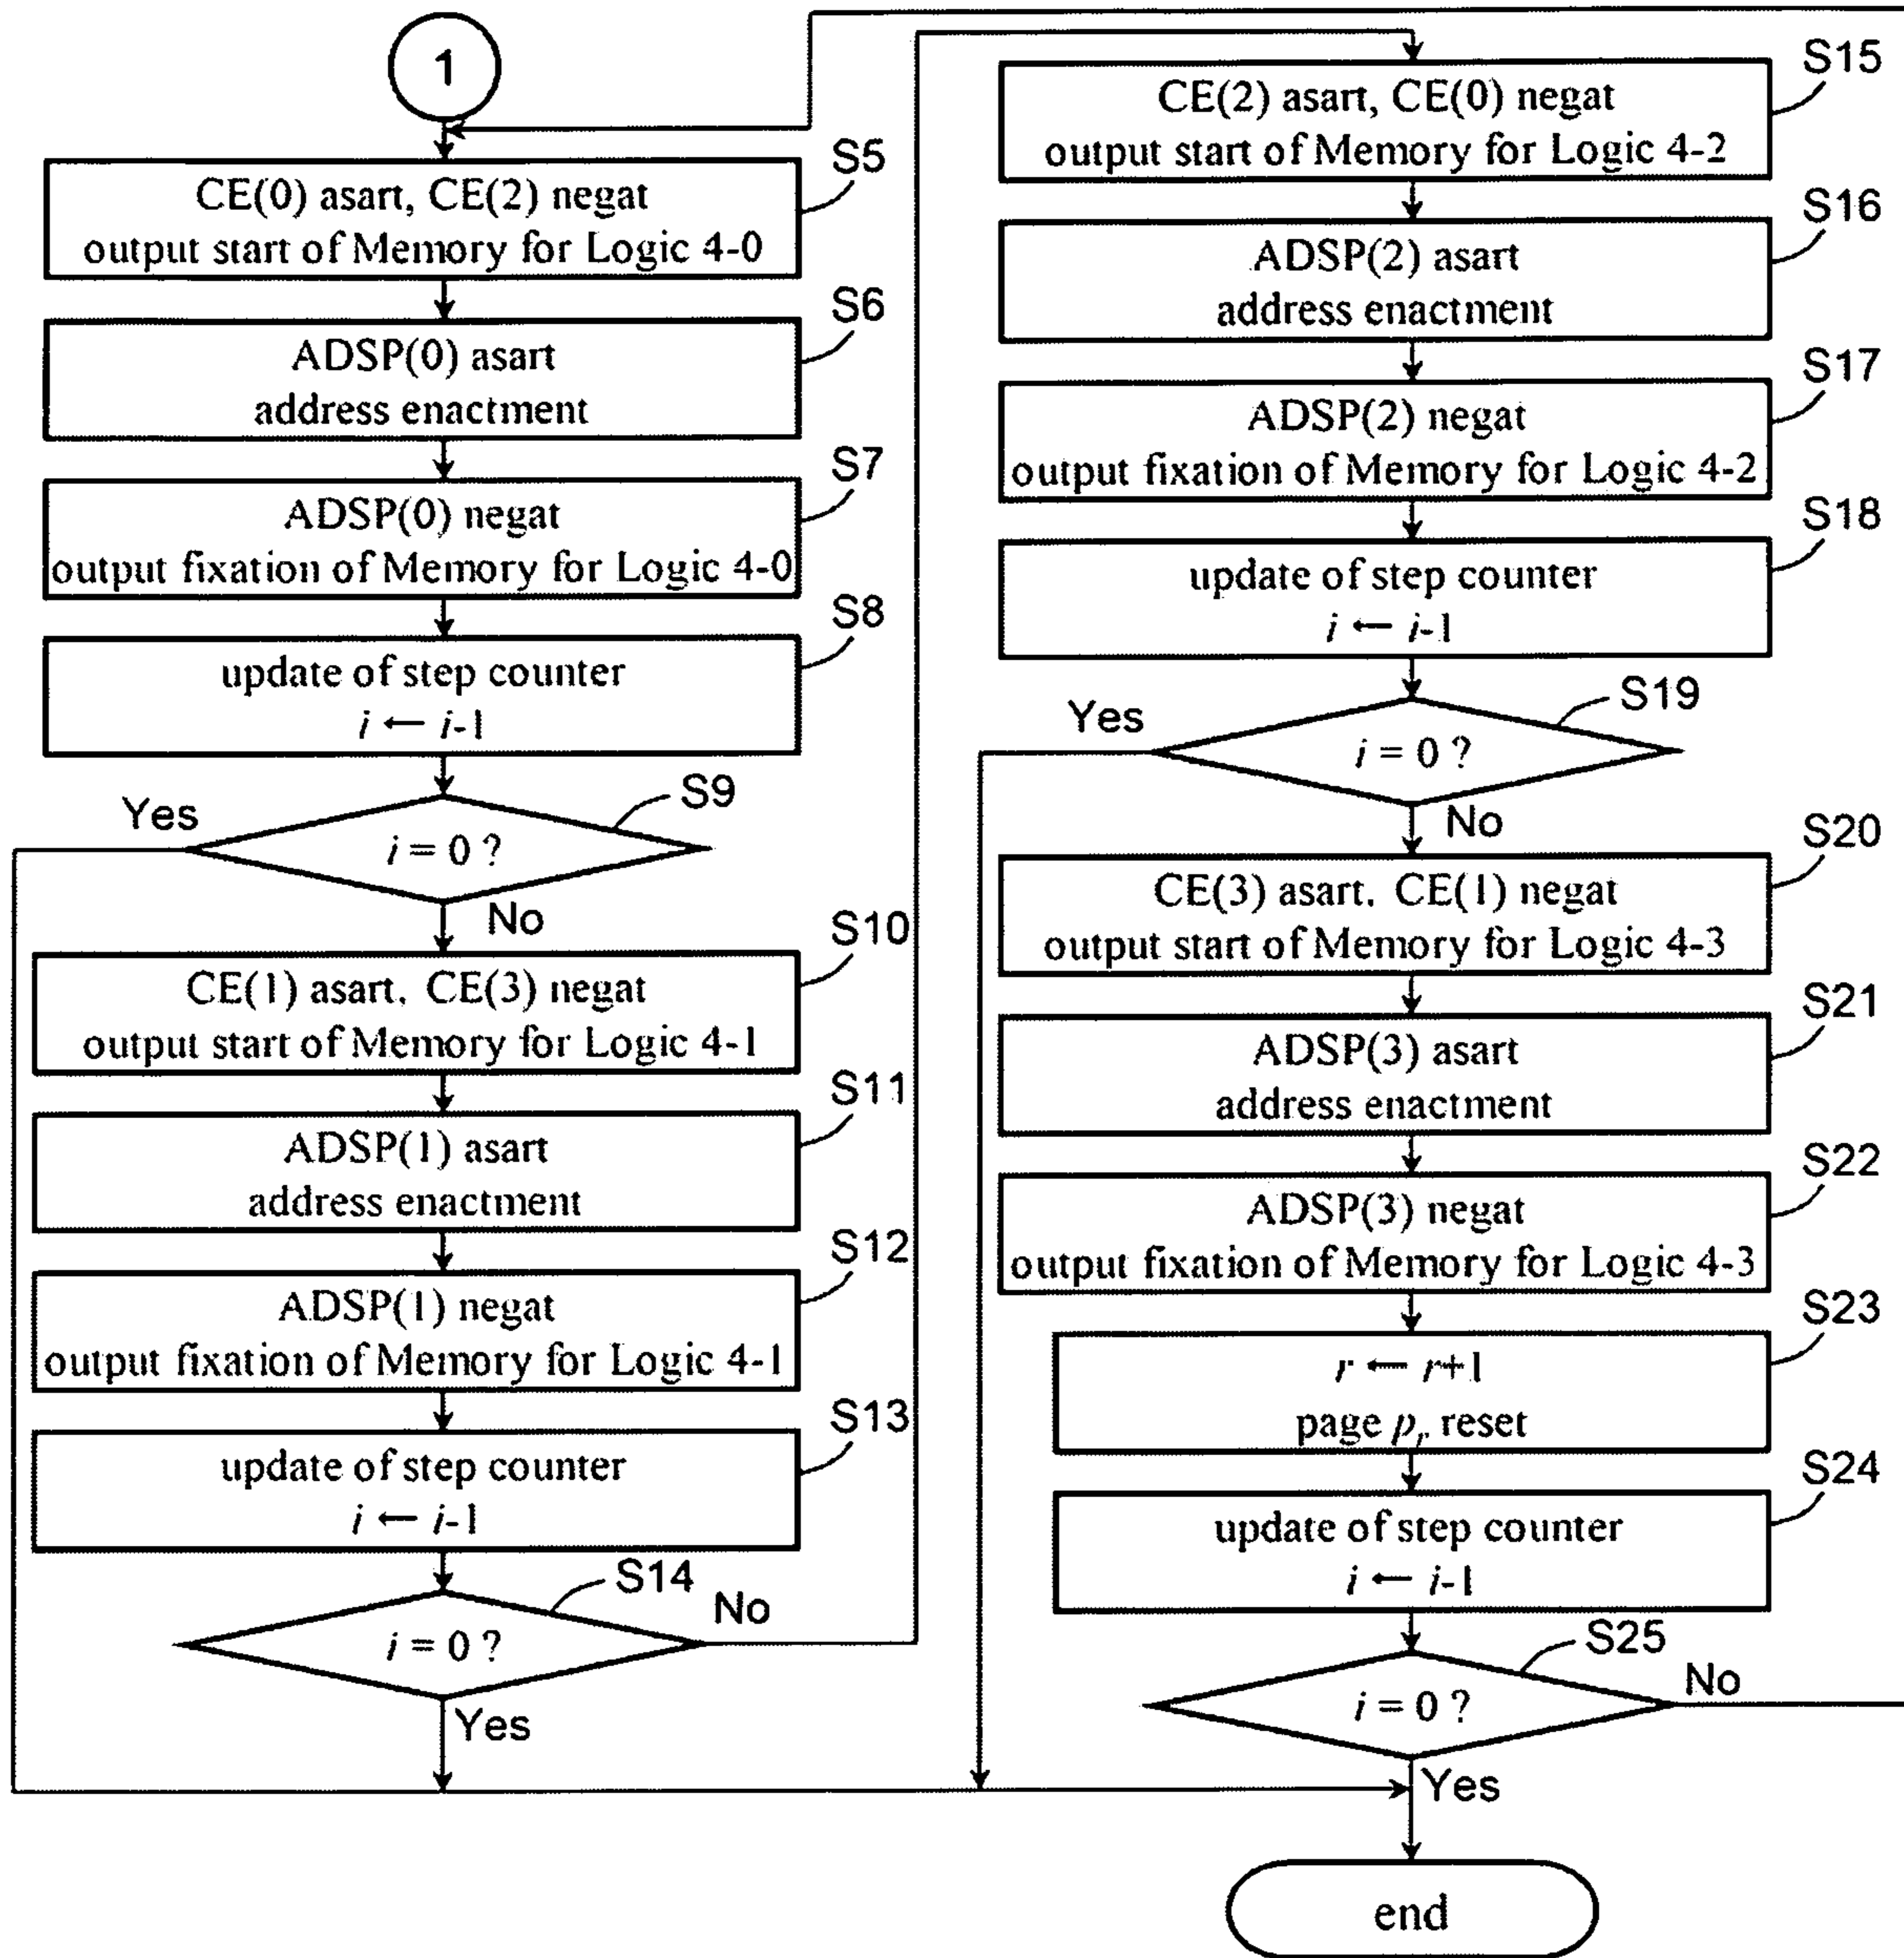 1
S5
CE(0) asart, CE(2) negat
output start of Memory for Logic 4-0
S6
ADSP(0) asart
address enactment
S7
ADSP(0) negat
output fixation of Memory for Logic 4-0
S8
update of step counter
i ← i-1
S9
Yes
i = 0 ?
No
S10
CE(1) asart, CE(3) negat
output start of Memory for Logic 4-1
S11
ADSP(1) asart
address enactment
S12
ADSP(1) negat
output fixation of Memory for Logic 4-1
S13
update of step counter
i ← i-1
S14
i = 0 ?
No
Yes
S15
CE(2) asart, CE(0) negat
output start of Memory for Logic 4-2
S16
ADSP(2) asart
address enactment
S17
ADSP(2) negat
output fixation of Memory for Logic 4-2
S18
update of step counter
i ← i-1
S19
Yes
i = 0 ?
No
S20
CE(3) asart, CE(1) negat
output start of Memory for Logic 4-3
S21
ADSP(3) asart
address enactment
S22
ADSP(3) negat
output fixation of Memory for Logic 4-3
S23
r ← r+1
page pᵣ reset
S24
update of step counter
i ← i-1
S25
i = 0 ?
No
Yes
end